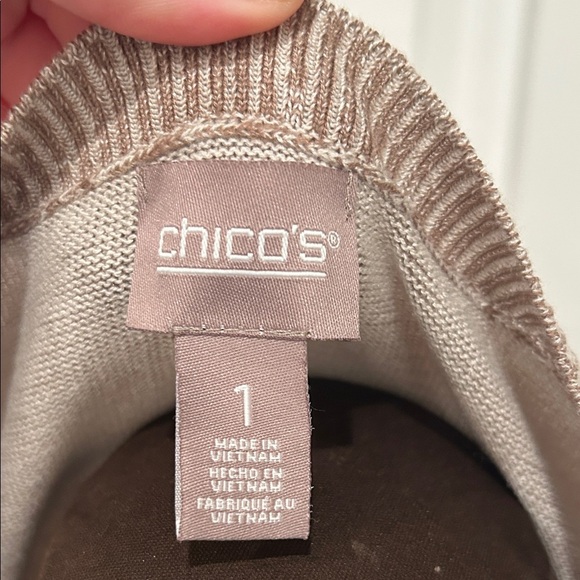 chico's®
1
MADE IN
VIETNAM
HECHO EN
VIETNAM
FABRIQUÉ AU
VIETNAM